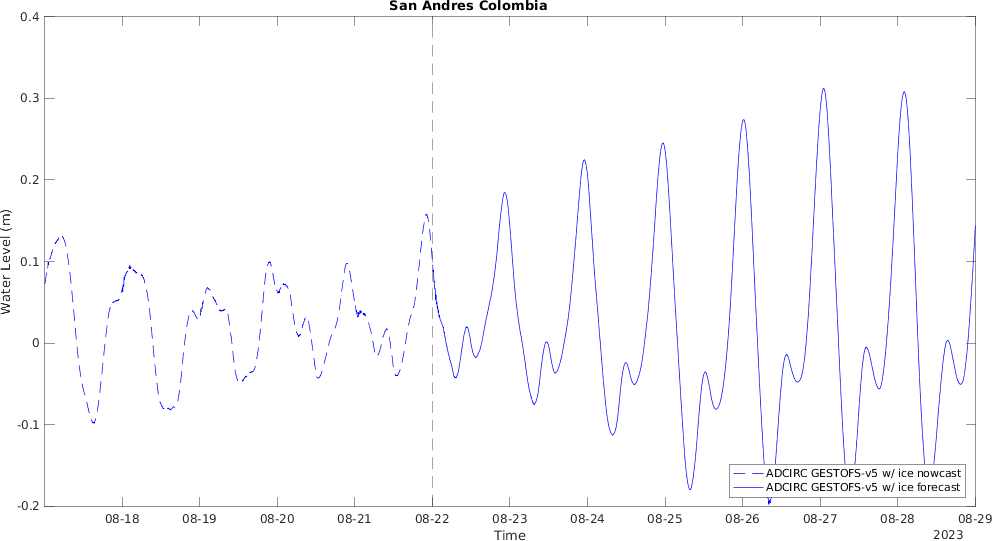 San Andres Colombia
0.4
0.3
0.2
0.1
0
-0.1
-0.2
Water Level (m)
ADCIRC GESTOFS-v5 w/ ice nowcast
ADCIRC GESTOFS-v5 w/ ice forecast
08-18 08-19 08-20 08-21 08-22 08-23 08-24 08-25 08-26 08-27 08-28 08-29
Time
2023